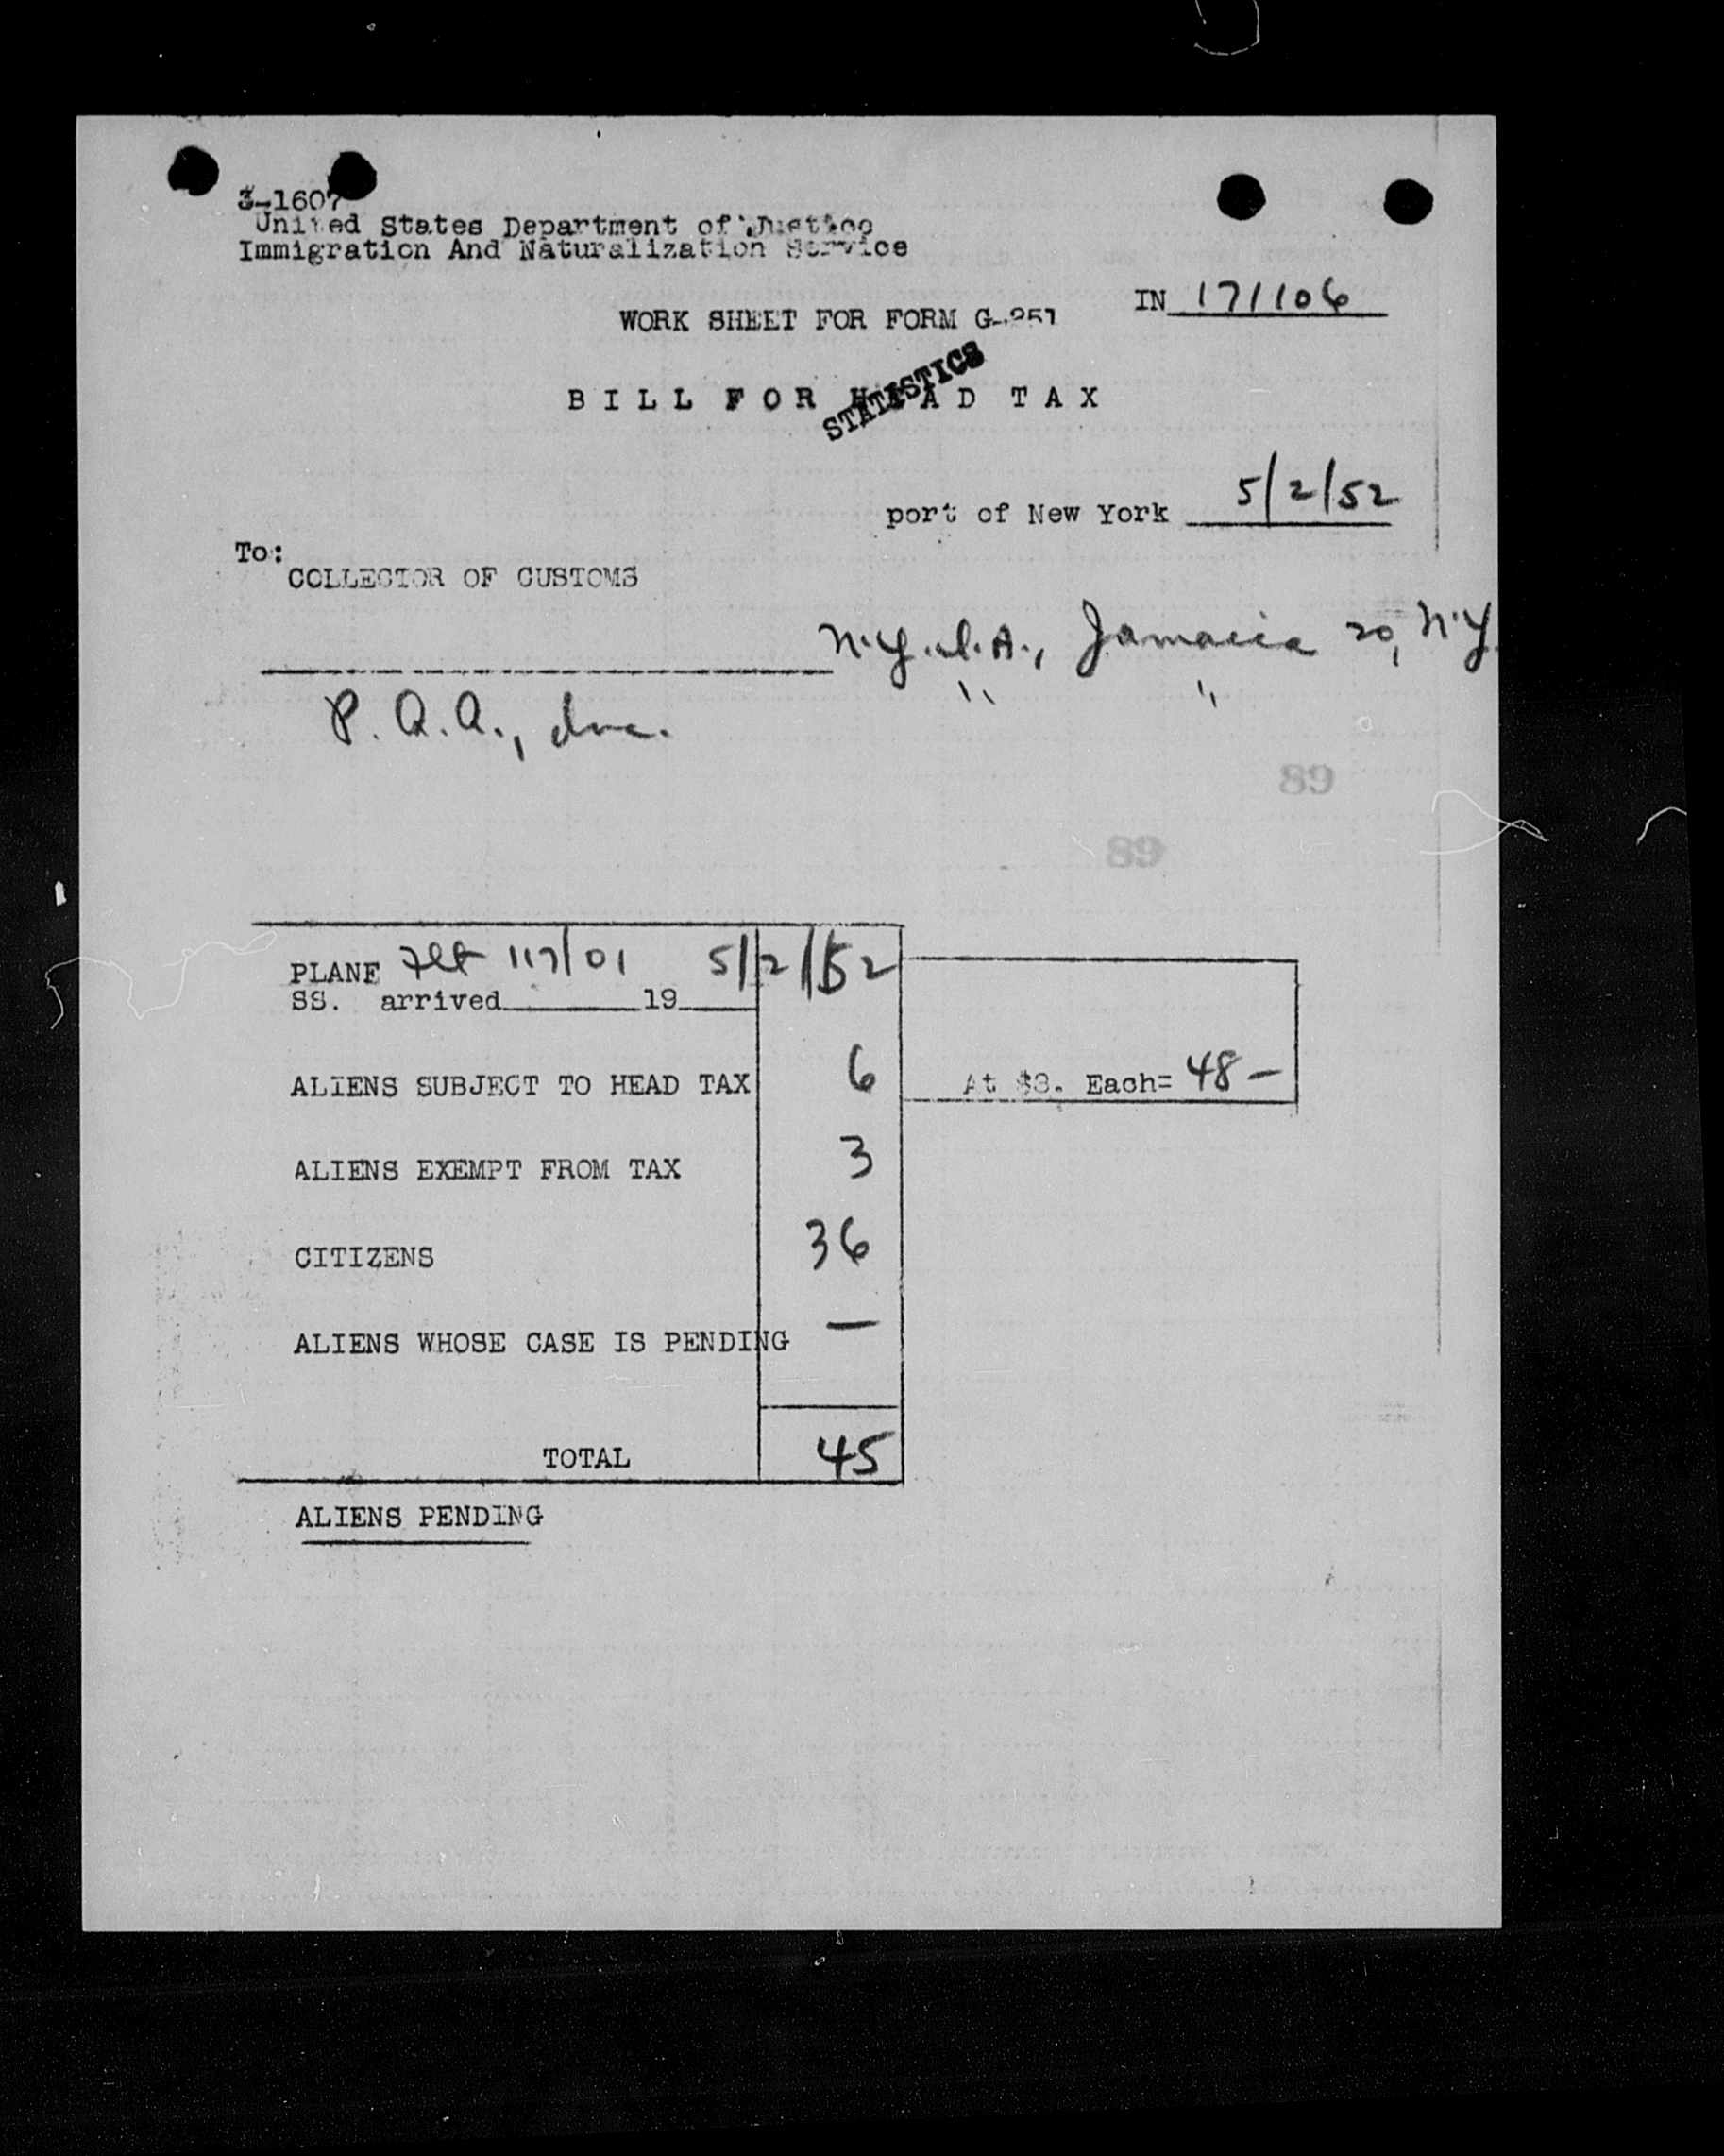 3-1607
United States Department of Justice
Immigration And Naturalization Service
IN 171106
WORK SHEET FOR FORM G-251
STATISTICS
BILL FOR HEAD TAX
port of New York 5/2/52
To:
COLLECTOR OF CUSTOMS
N.Y.I.A., Jamaica 20, N.Y.
P.A.A., Inc. " "
89
89
PLANE Flt 117/01 5/2/52
SS. arrived 19
ALIENS SUBJECT TO HEAD TAX 6 At $8. Each= 48 —
ALIENS EXEMPT FROM TAX 3
CITIZENS 36
ALIENS WHOSE CASE IS PENDING —
TOTAL 45
ALIENS PENDING